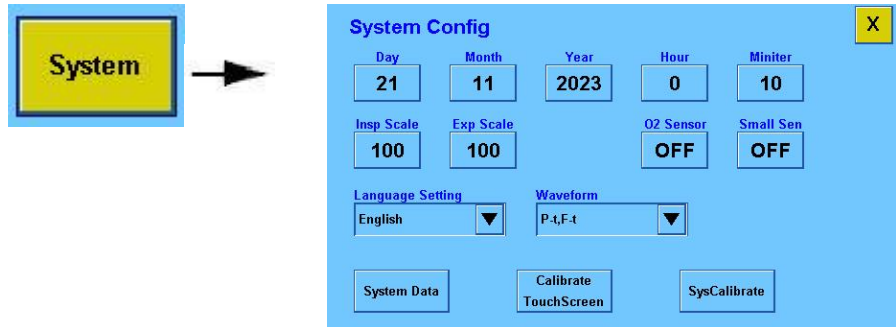 System
System Config
X
Day Month Year Hour Miniter
21 11 2023 0 10
Insp Scale Exp Scale O2 Sensor Small Sen
100 100 OFF OFF
Language Setting Waveform
English P-t,F-t
System Data
Calibrate
TouchScreen
SysCalibrate